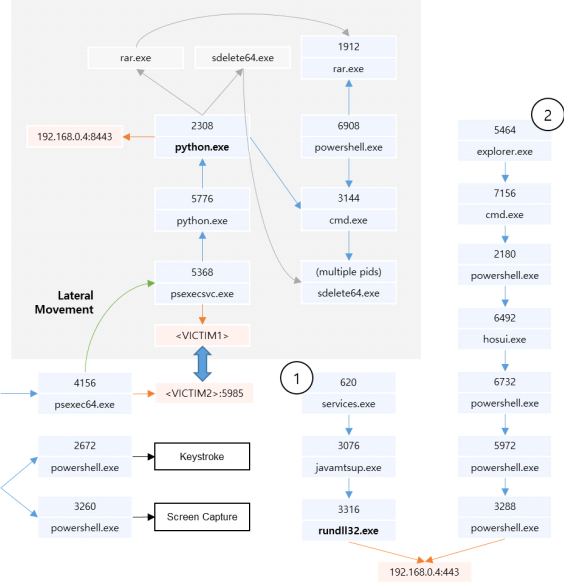 rar.exe
sdelete64.exe
1912
rar.exe
192.168.0.4:8443
2308
python.exe
6908
powershell.exe
5776
python.exe
3144
cmd.exe
5368
psexecsvc.exe
(multiple pids)
sdelete64.exe
Lateral
Movement
<VICTIM1>
4156
psexec64.exe
<VICTIM2>:5985
2672
powershell.exe
Keystroke
3260
powershell.exe
Screen Capture
1
620
services.exe
3076
javamtsup.exe
3316
rundll32.exe
2
5464
explorer.exe
7156
cmd.exe
2180
powershell.exe
6492
hosui.exe
6732
powershell.exe
5972
powershell.exe
3288
powershell.exe
192.168.0.4:443